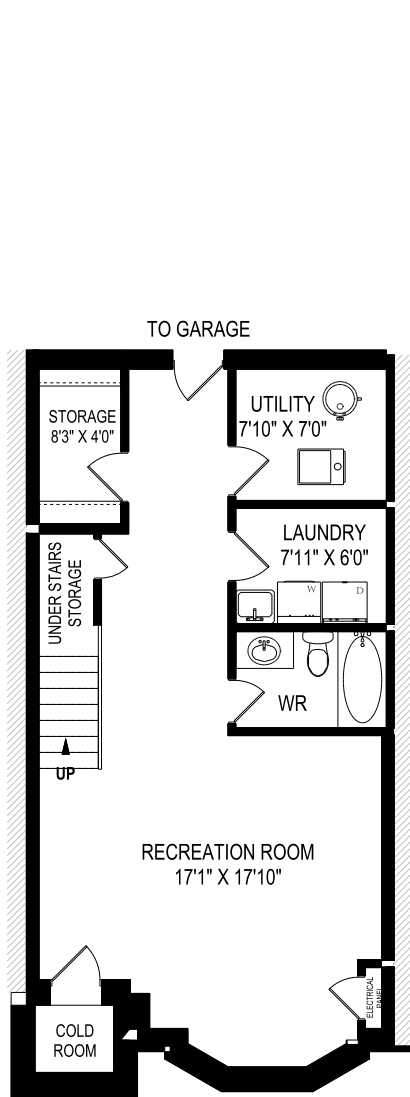 TO GARAGE
STORAGE
8'3" X 4'0"
UTILITY
7'10" X 7'0"
LAUNDRY
7'11" X 6'0"
UNDER STAIRS
STORAGE
W
D
WR
UP
RECREATION ROOM
17'1" X 17'10"
ELECTRICAL
PANEL
COLD
ROOM